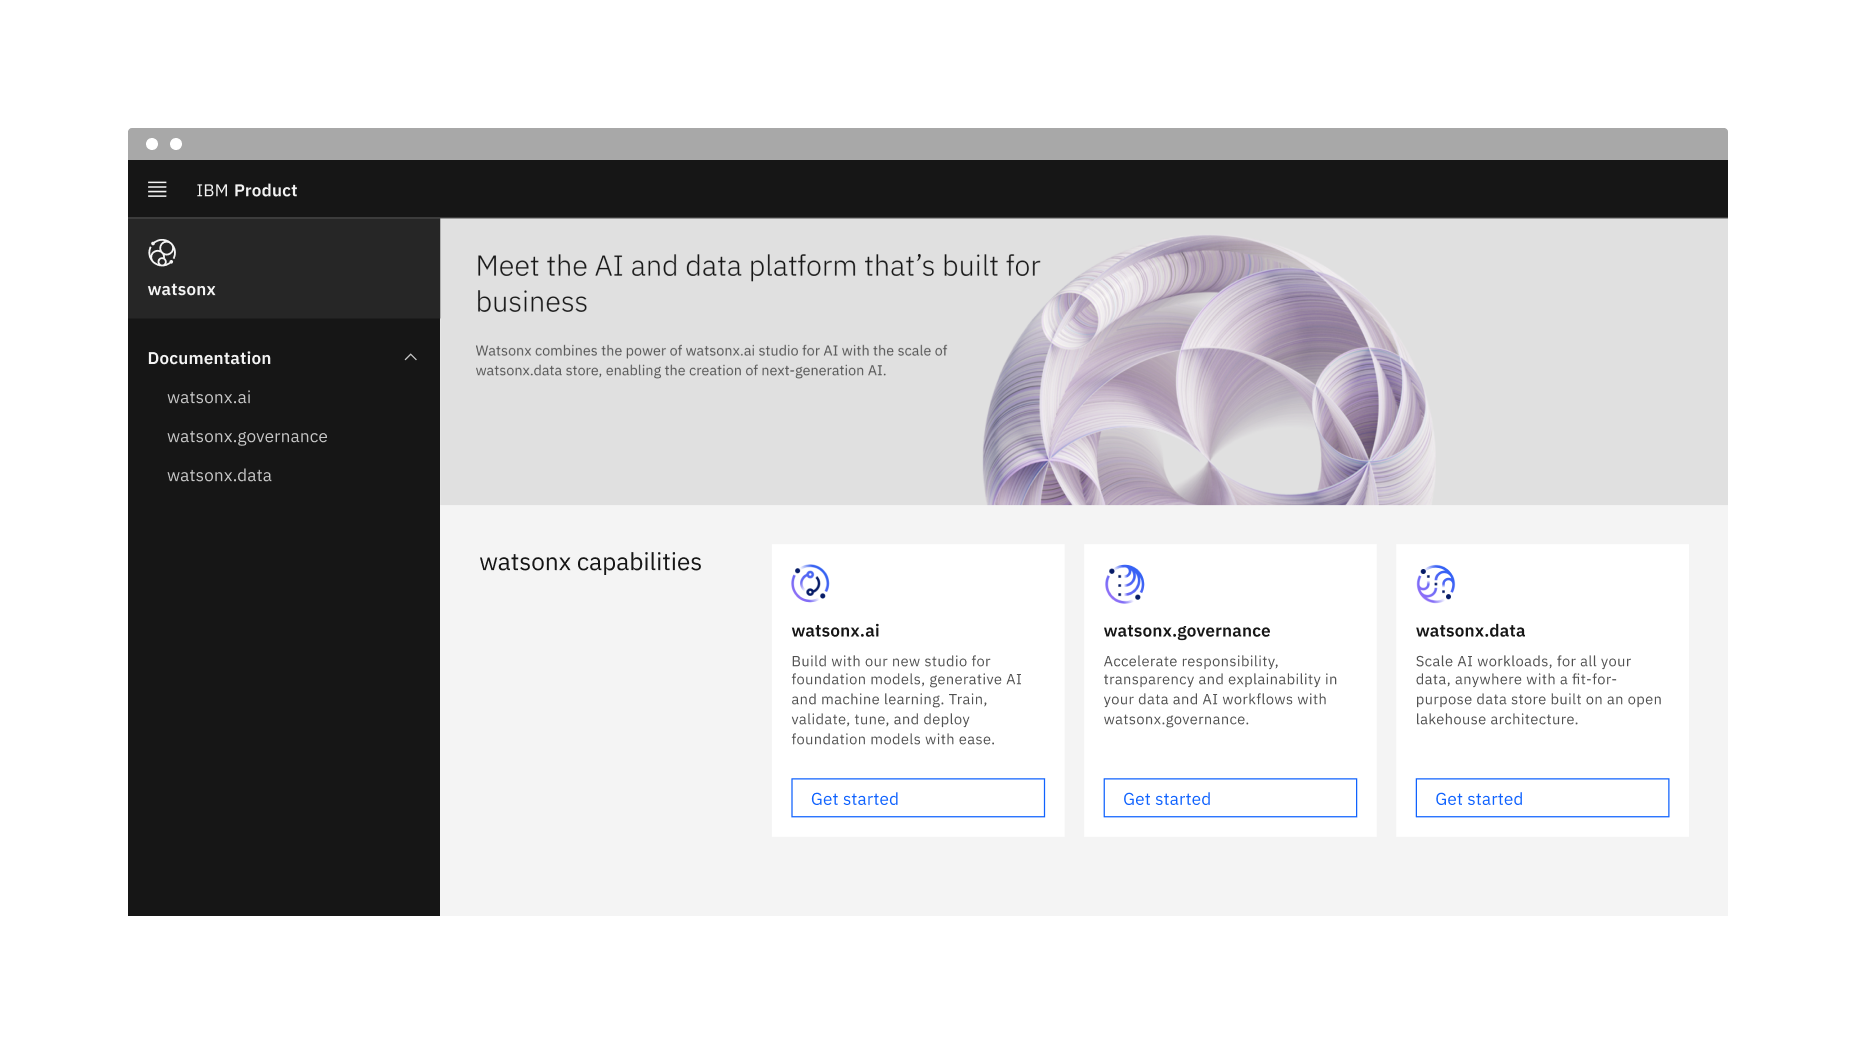 IBM Product
watsonx
Documentation
watsonx.ai
watsonx.governance
watsonx.data
Meet the AI and data platform that’s built for
business
Watsonx combines the power of watsonx.ai studio for AI with the scale of
watsonx.data store, enabling the creation of next-generation AI.
watsonx capabilities
watsonx.ai
Build with our new studio for
foundation models, generative AI
and machine learning. Train,
validate, tune, and deploy
foundation models with ease.
Get started
watsonx.governance
Accelerate responsibility,
transparency and explainability in
your data and AI workflows with
watsonx.governance.
Get started
watsonx.data
Scale AI workloads, for all your
data, anywhere with a fit-for-
purpose data store built on an open
lakehouse architecture.
Get started